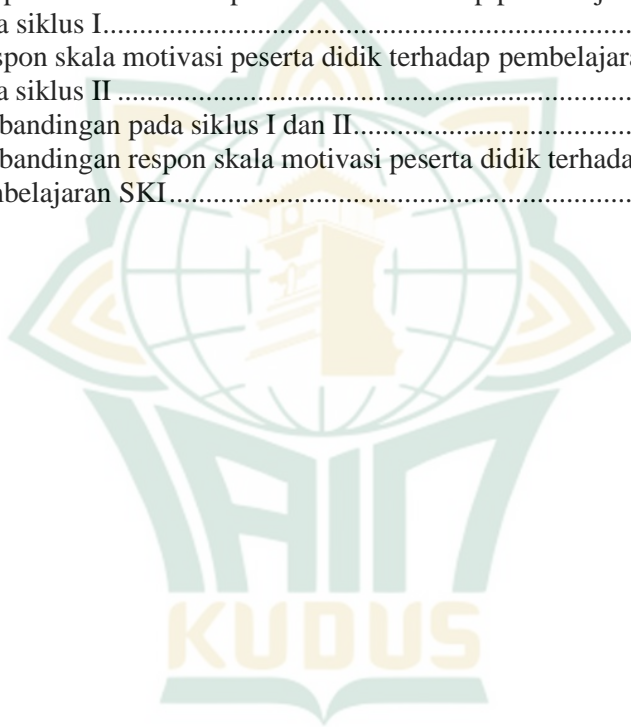 a siklus I....................................................................................
spon skala motivasi peserta didik terhadap pembelajara
a siklus II....................................................................................
bandingan pada siklus I dan II..............................................
bandingan respon skala motivasi peserta didik terhada
mbelajaran SKI.........................................................................
IAIN
KUDUS